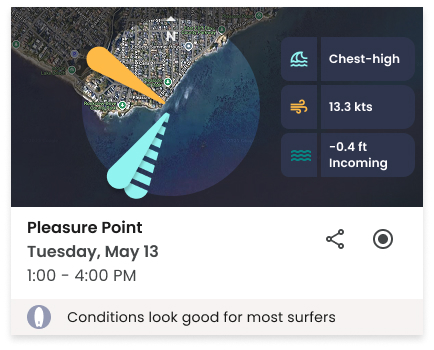 N
Chest-high
13.3 kts
-0.4 ft
Incoming
Pleasure Point
Tuesday, May 13
1:00 - 4:00 PM
Conditions look good for most surfers